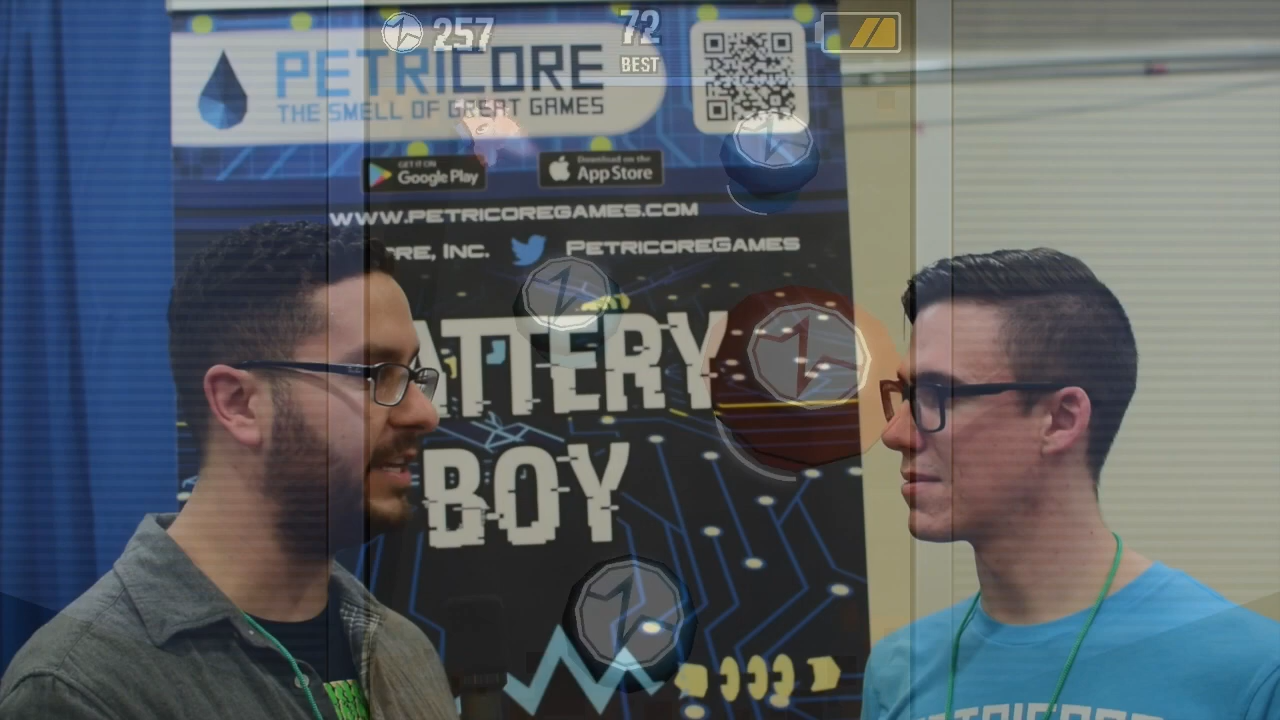 257
72
BEST
PETRICORE
THE SMELL OF GREAT GAMES
GET IT ON
Google Play
Download on the
App Store
WWW.PETRICOREGAMES.COM
RE, INC. PETRICOREGAMES
ATTERY
BOY